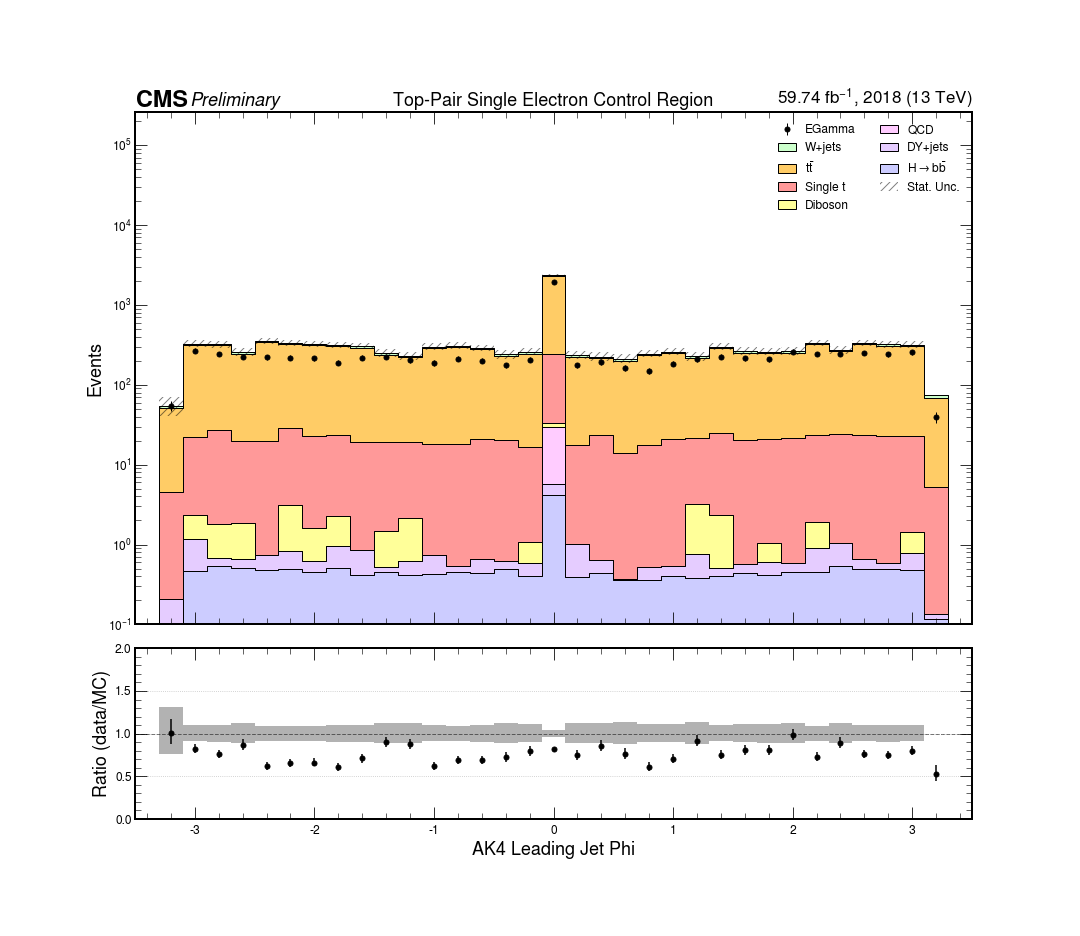 CMS Preliminary Top-Pair Single Electron Control Region 59.74 fb⁻¹, 2018 (13 TeV)
EGamma
W+jets
tt̄
Single t
Diboson
QCD
DY+jets
H→bb̄
Stat. Unc.
Events
10⁵
10⁴
10³
10²
10¹
10⁰
10⁻¹
Ratio (data/MC)
2.0
1.5
1.0
0.5
0.0
-3 -2 -1 0 1 2 3
AK4 Leading Jet Phi